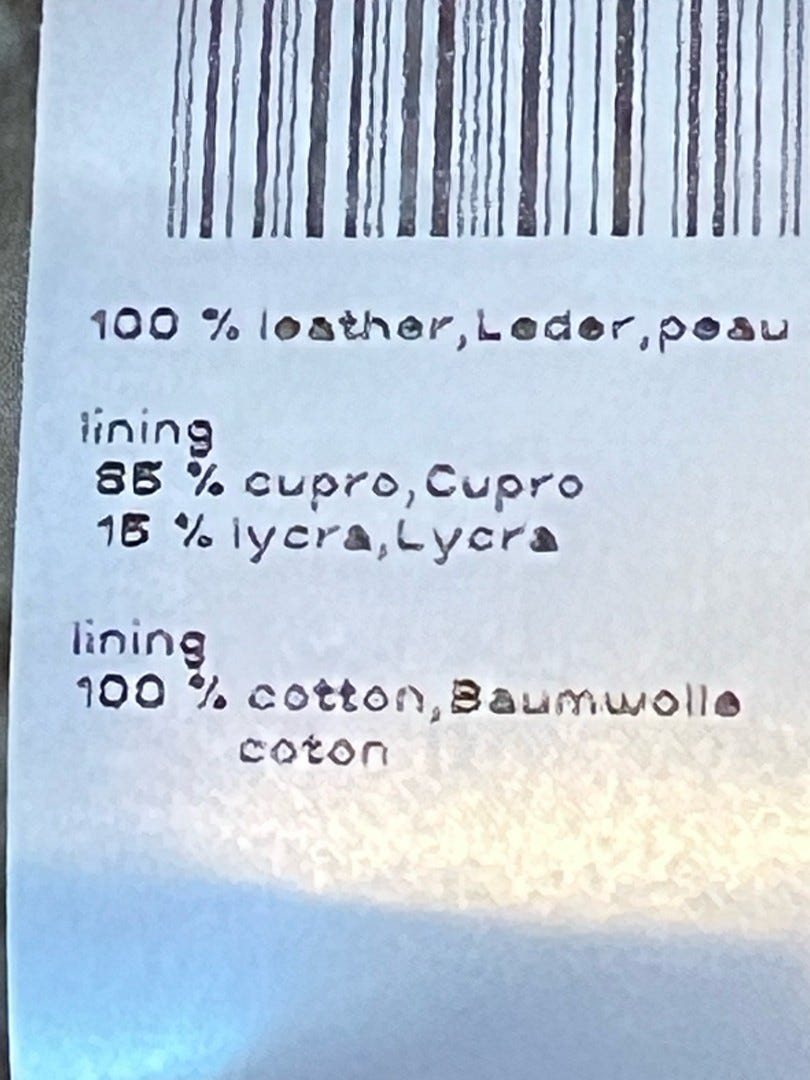 100 % leather,Leder,peau
lining
85 % cupro,Cupro
15 % lycra,Lycra
lining
100 % cotton,Baumwolle
coton